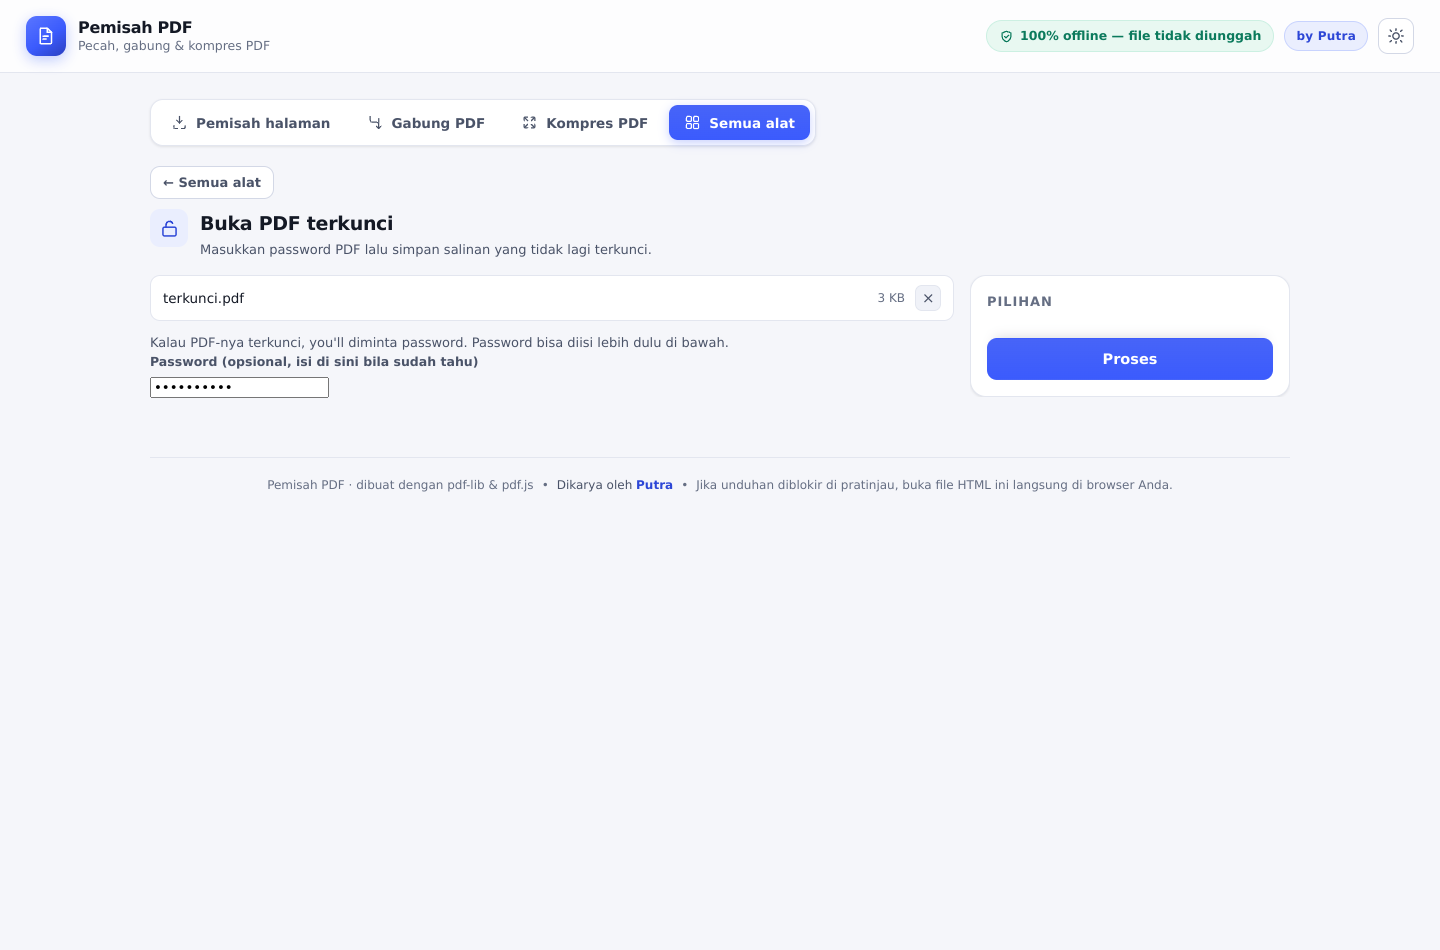 Pemisah PDF
Pecah, gabung & kompres PDF
100% offline — file tidak diunggah
by Putra
Pemisah halaman
Gabung PDF
Kompres PDF
Semua alat
← Semua alat
Buka PDF terkunci
Masukkan password PDF lalu simpan salinan yang tidak lagi terkunci.
terkunci.pdf
3 KB
Kalau PDF-nya terkunci, you'll diminta password. Password bisa diisi lebih dulu di bawah.
Password (opsional, isi di sini bila sudah tahu)
••••••••••
PILIHAN
Proses
Pemisah PDF · dibuat dengan pdf-lib & pdf.js • Dikarya oleh Putra • Jika unduhan diblokir di pratinjau, buka file HTML ini langsung di browser Anda.